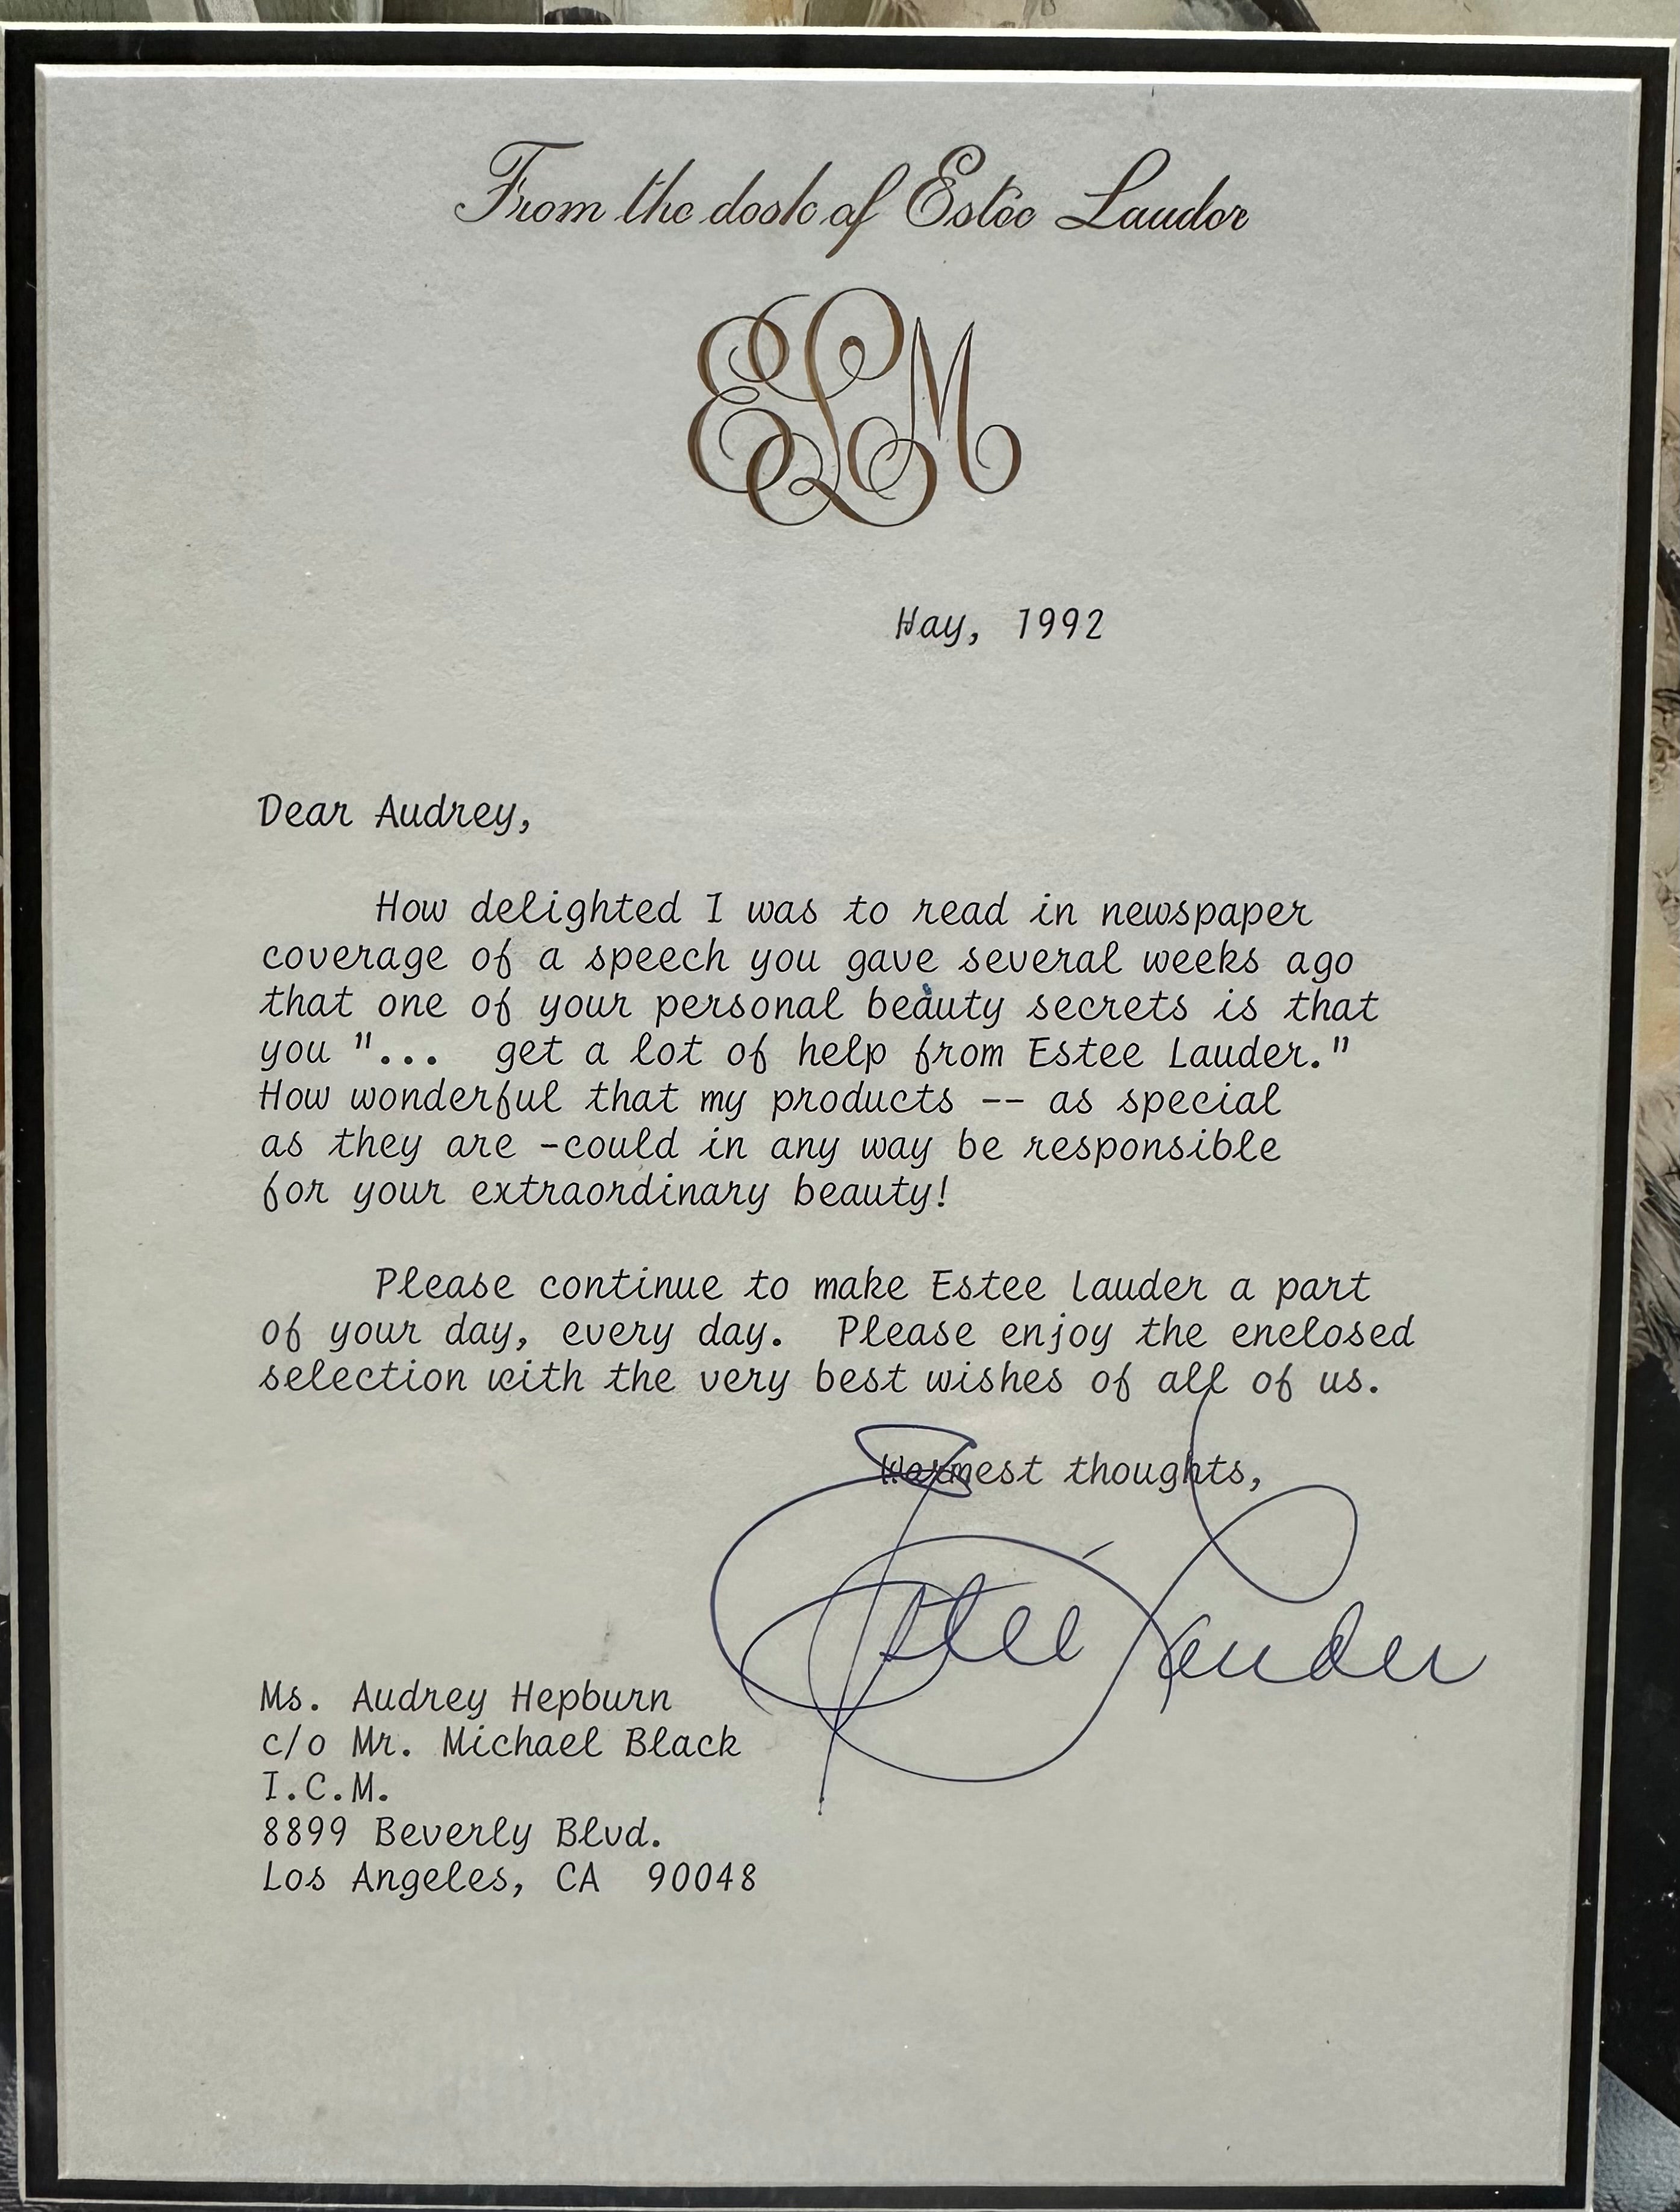 From the desk of Estée Lauder
ELM
May, 1992
Dear Audrey,
How delighted I was to read in newspaper
coverage of a speech you gave several weeks ago
that one of your personal beauty secrets is that
you "... get a lot of help from Estee Lauder."
How wonderful that my products -- as special
as they are -could in any way be responsible
for your extraordinary beauty!
Please continue to make Estee Lauder a part
of your day, every day. Please enjoy the enclosed
selection with the very best wishes of all of us.
Warmest thoughts,
Estée Lauder
Ms. Audrey Hepburn
c/o Mr. Michael Black
I.C.M.
8899 Beverly Blvd.
Los Angeles, CA 90048